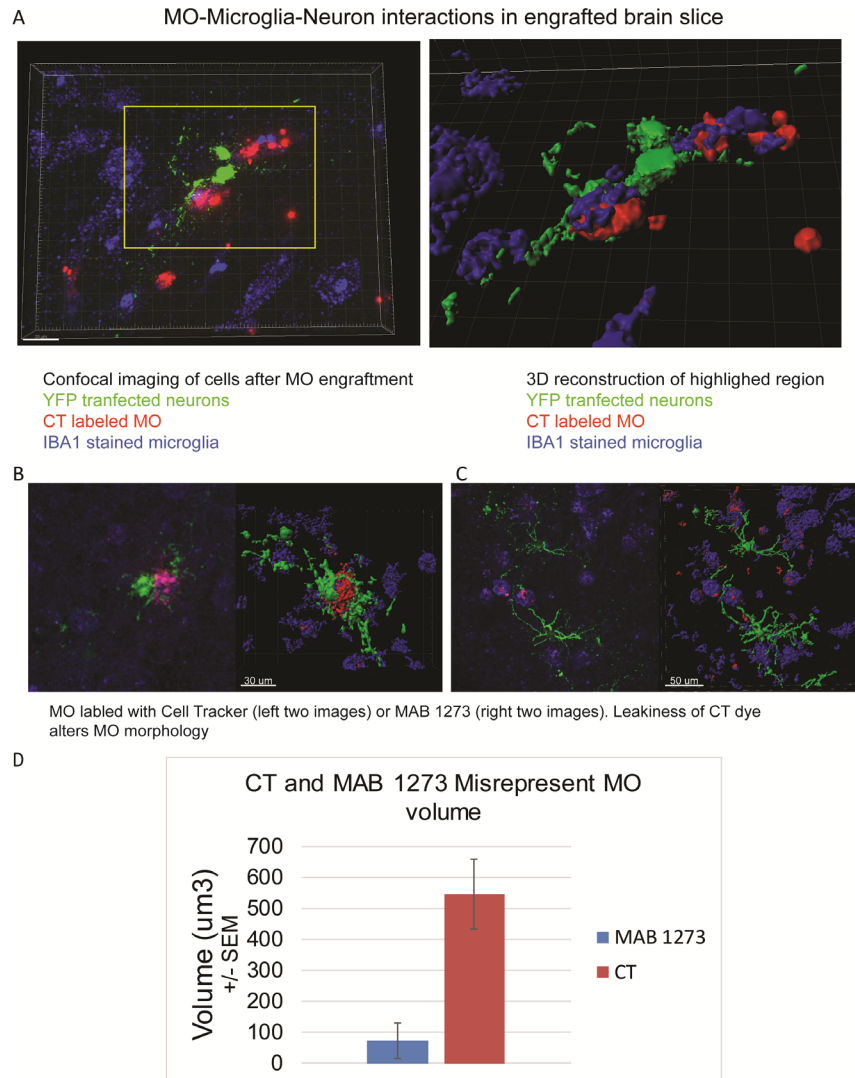 A
MO-Microglia-Neuron interactions in engrafted brain slice
Confocal imaging of cells after MO engraftment
YFP tranfected neurons
CT labeled MO
IBA1 stained microglia
3D reconstruction of highlighed region
YFP tranfected neurons
CT labeled MO
IBA1 stained microglia
B
C
30 um
50 um
MO labled with Cell Tracker (left two images) or MAB 1273 (right two images). Leakiness of CT dye
alters MO morphology
D
CT and MAB 1273 Misrepresent MO
volume
Volume (um3)
+/- SEM
700
600
500
400
300
200
100
0
MAB 1273
CT